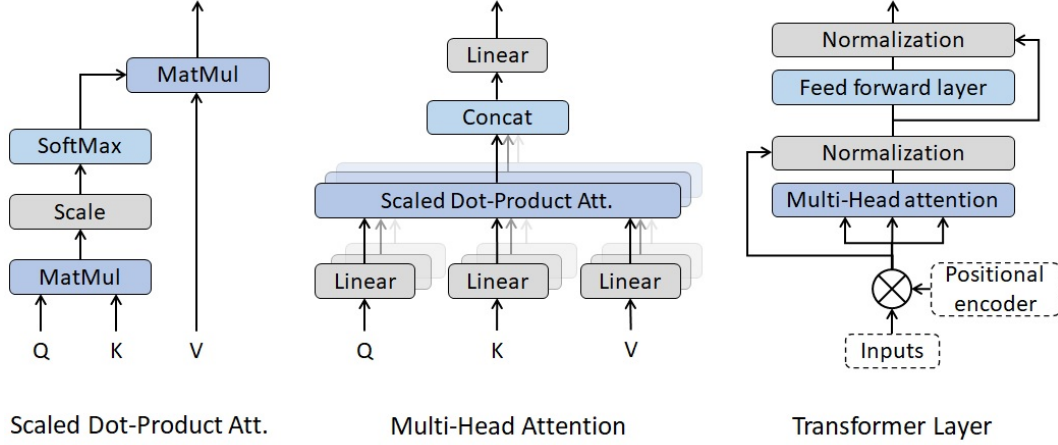 MatMul
SoftMax
Scale
MatMul
Q K V
Scaled Dot-Product Att.
Linear
Concat
Scaled Dot-Product Att.
Linear Linear Linear
Q K V
Multi-Head Attention
Normalization
Feed forward layer
Normalization
Multi-Head attention
Positional
encoder
Inputs
Transformer Layer